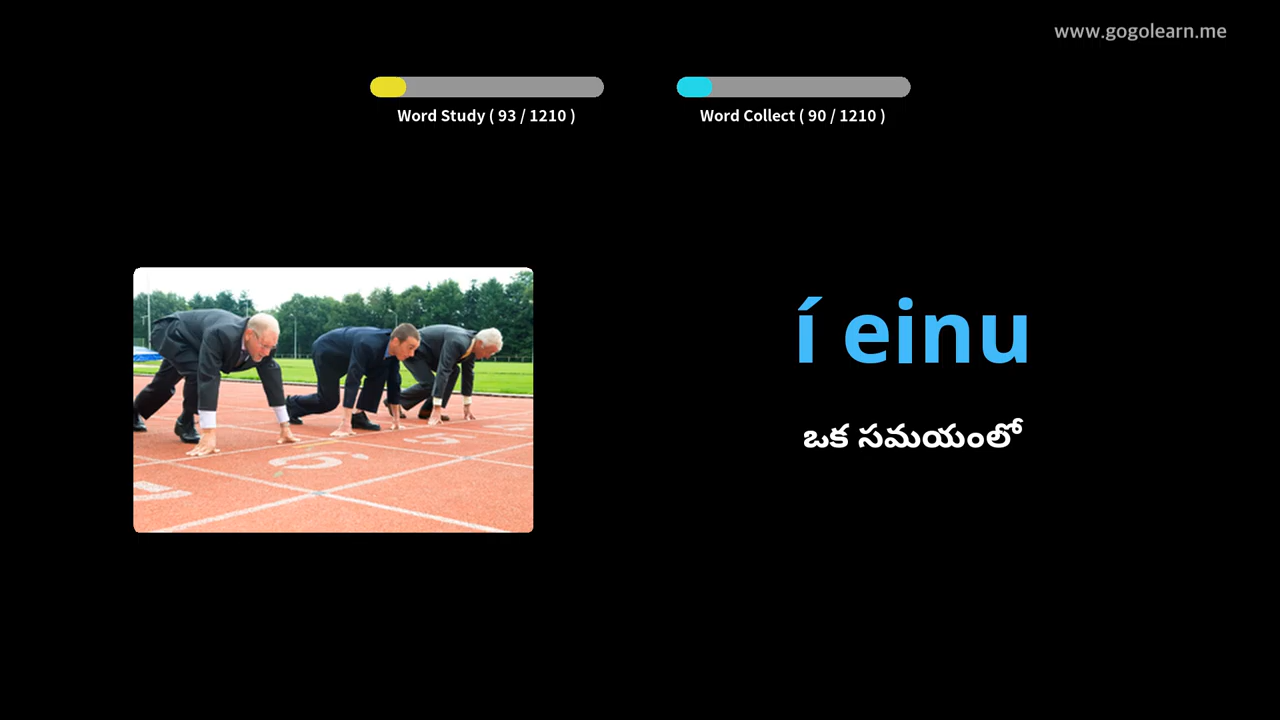 www.gogolearn.me
Word Study ( 93 / 1210 )
Word Collect ( 90 / 1210 )
í einu
ఒక సమయంలో